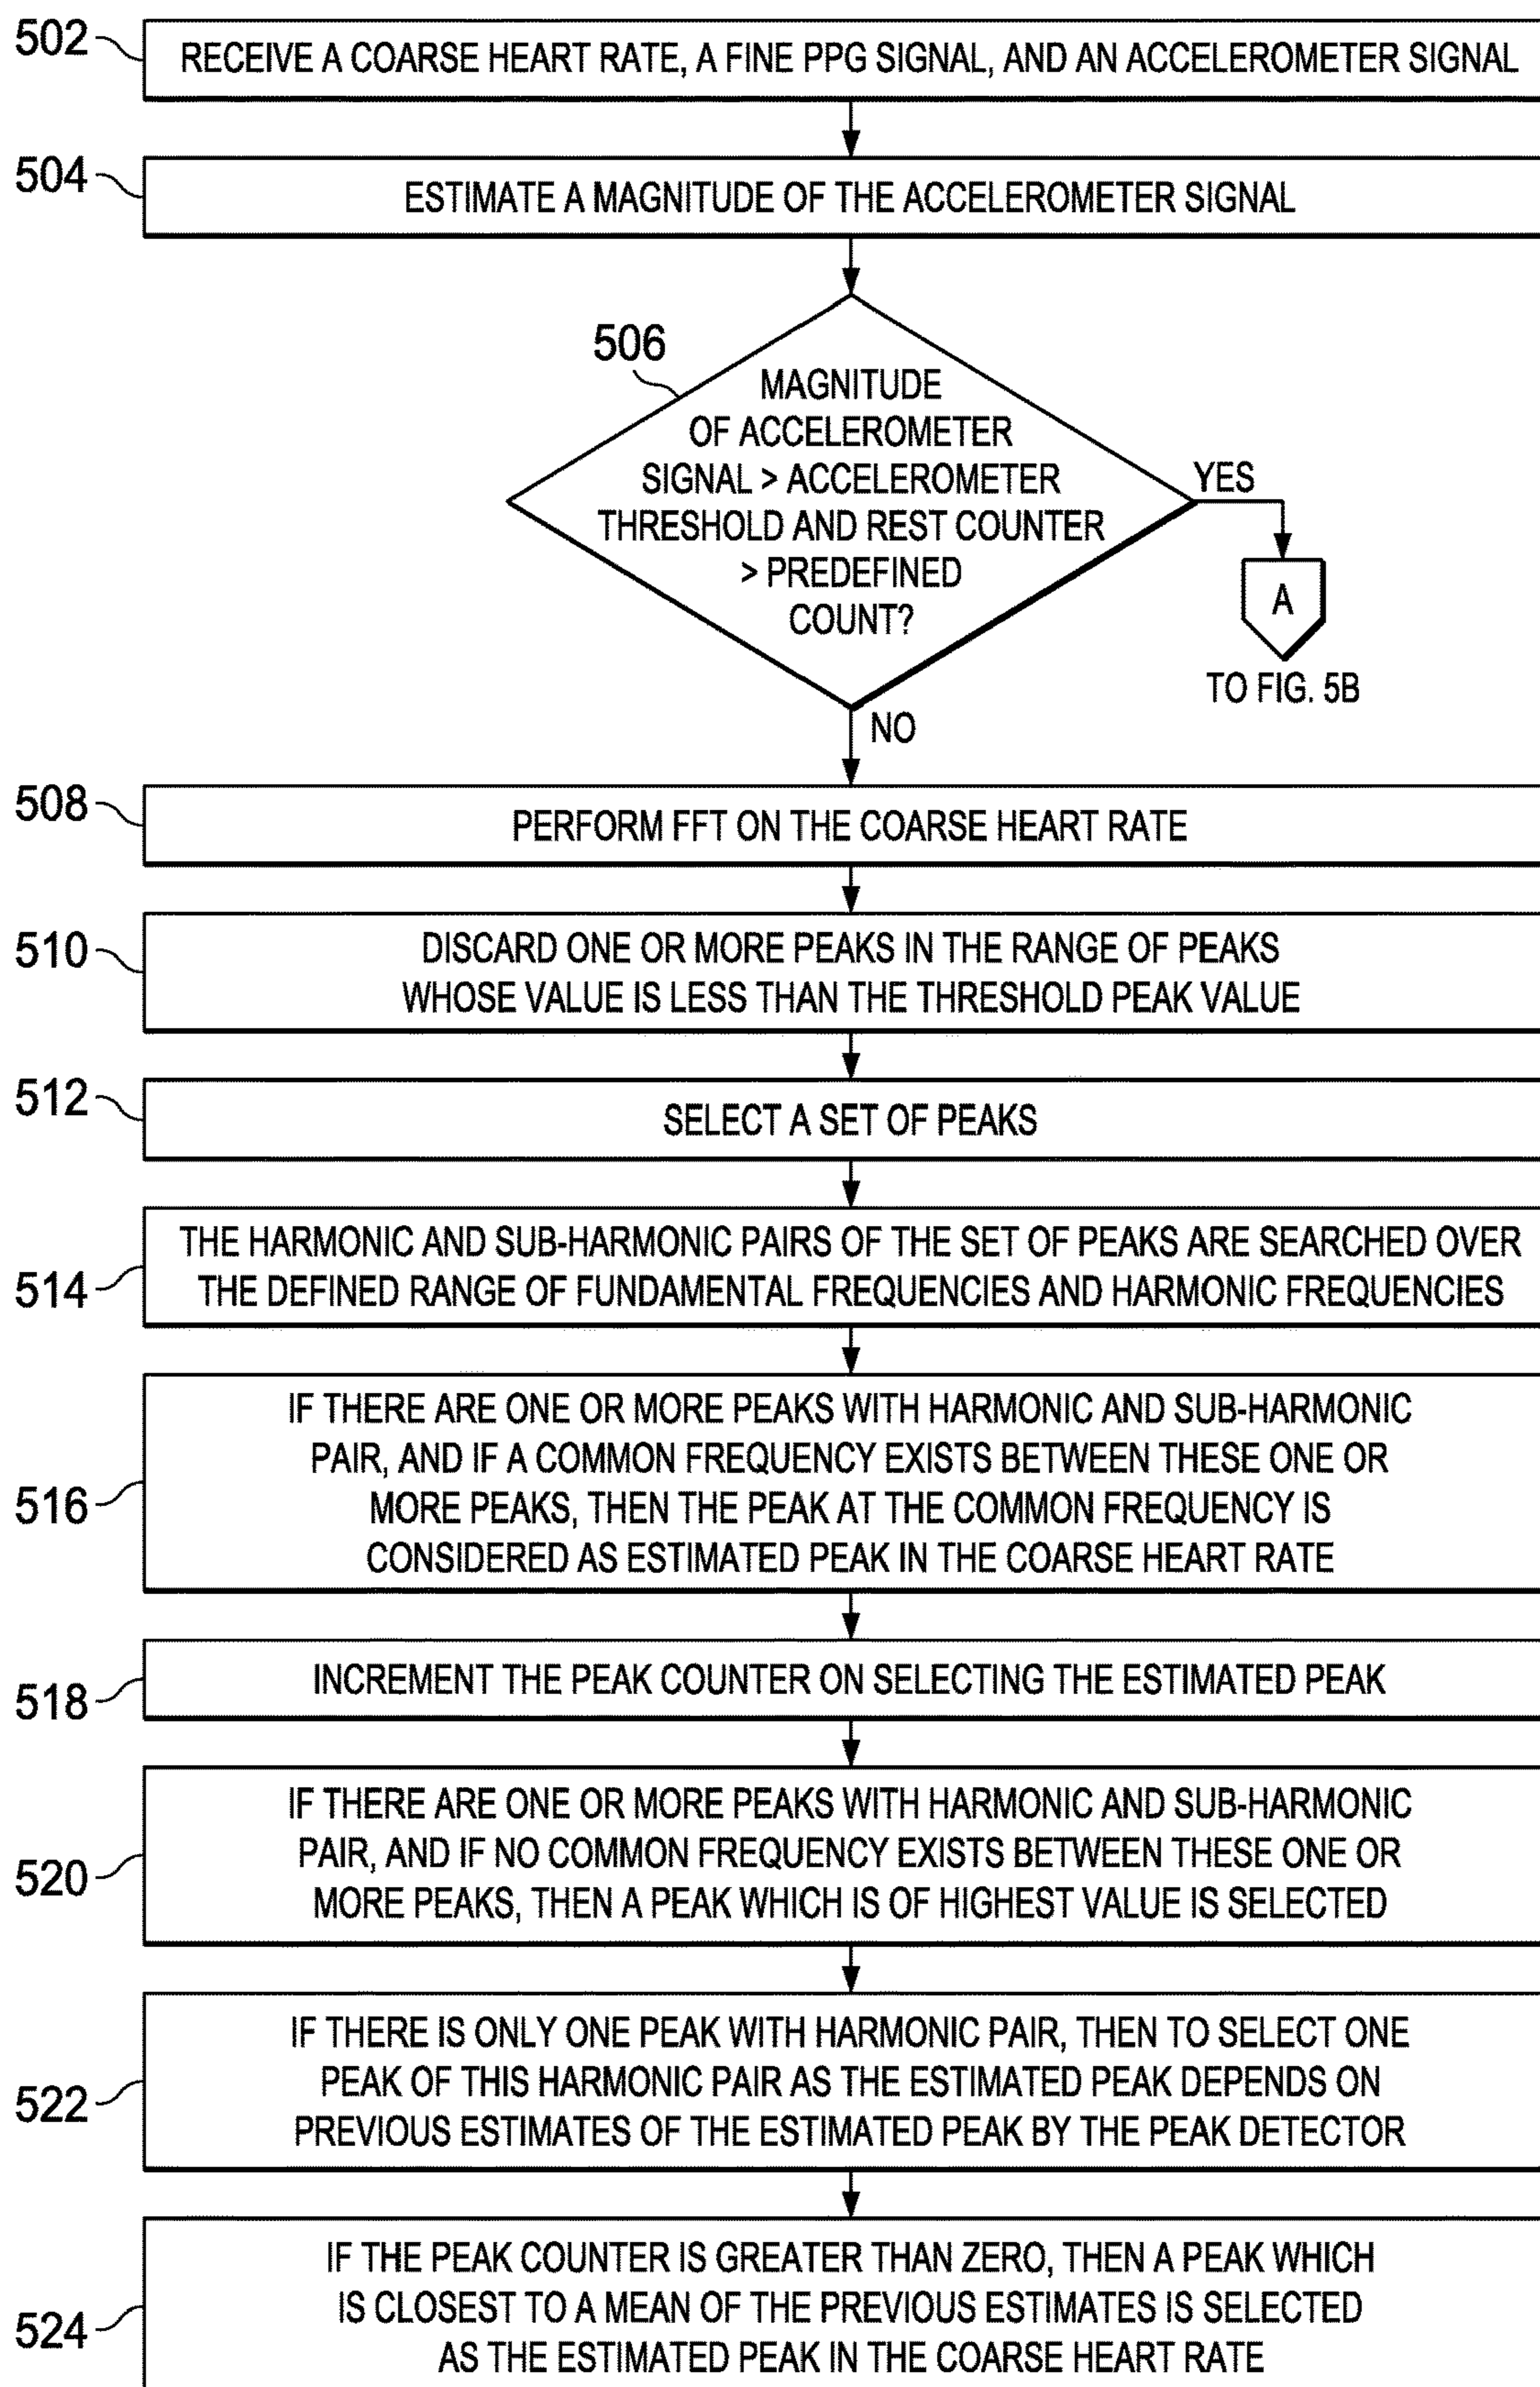 502
RECEIVE A COARSE HEART RATE, A FINE PPG SIGNAL, AND AN ACCELEROMETER SIGNAL
504
ESTIMATE A MAGNITUDE OF THE ACCELEROMETER SIGNAL
506
MAGNITUDE
OF ACCELEROMETER
SIGNAL > ACCELEROMETER
THRESHOLD AND REST COUNTER
> PREDEFINED
COUNT?
YES
A
TO FIG. 5B
NO
508
PERFORM FFT ON THE COARSE HEART RATE
510
DISCARD ONE OR MORE PEAKS IN THE RANGE OF PEAKS
WHOSE VALUE IS LESS THAN THE THRESHOLD PEAK VALUE
512
SELECT A SET OF PEAKS
514
THE HARMONIC AND SUB-HARMONIC PAIRS OF THE SET OF PEAKS ARE SEARCHED OVER
THE DEFINED RANGE OF FUNDAMENTAL FREQUENCIES AND HARMONIC FREQUENCIES
516
IF THERE ARE ONE OR MORE PEAKS WITH HARMONIC AND SUB-HARMONIC
PAIR, AND IF A COMMON FREQUENCY EXISTS BETWEEN THESE ONE OR
MORE PEAKS, THEN THE PEAK AT THE COMMON FREQUENCY IS
CONSIDERED AS ESTIMATED PEAK IN THE COARSE HEART RATE
518
INCREMENT THE PEAK COUNTER ON SELECTING THE ESTIMATED PEAK
520
IF THERE ARE ONE OR MORE PEAKS WITH HARMONIC AND SUB-HARMONIC
PAIR, AND IF NO COMMON FREQUENCY EXISTS BETWEEN THESE ONE OR
MORE PEAKS, THEN A PEAK WHICH IS OF HIGHEST VALUE IS SELECTED
522
IF THERE IS ONLY ONE PEAK WITH HARMONIC PAIR, THEN TO SELECT ONE
PEAK OF THIS HARMONIC PAIR AS THE ESTIMATED PEAK DEPENDS ON
PREVIOUS ESTIMATES OF THE ESTIMATED PEAK BY THE PEAK DETECTOR
524
IF THE PEAK COUNTER IS GREATER THAN ZERO, THEN A PEAK WHICH
IS CLOSEST TO A MEAN OF THE PREVIOUS ESTIMATES IS SELECTED
AS THE ESTIMATED PEAK IN THE COARSE HEART RATE